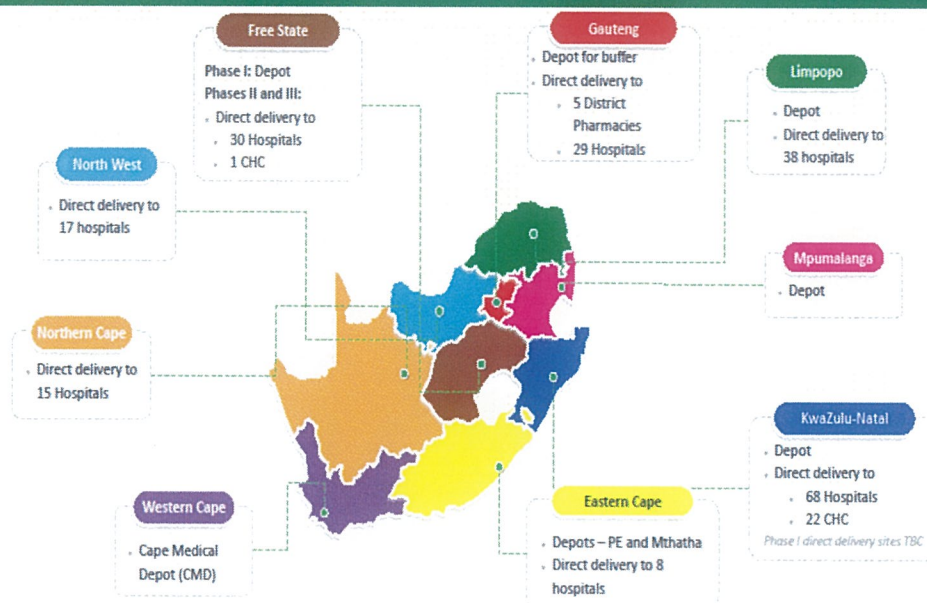 Free State
Phase I: Depot
Phases II and III:
Direct delivery to
30 Hospitals
1 CHC
Gauteng
Depot for buffer
Direct delivery to
5 District
Pharmacies
29 Hospitals
Limpopo
Depot
Direct delivery to
38 hospitals
North West
Direct delivery to
17 hospitals
Mpumalanga
Depot
Northern Cape
Direct delivery to
15 Hospitals
KwaZulu-Natal
Depot
Direct delivery to
68 Hospitals
22 CHC
Phase I direct delivery sites TBC
Western Cape
Cape Medical
Depot (CMD)
Eastern Cape
Depots – PE and Mthatha
Direct delivery to 8
hospitals